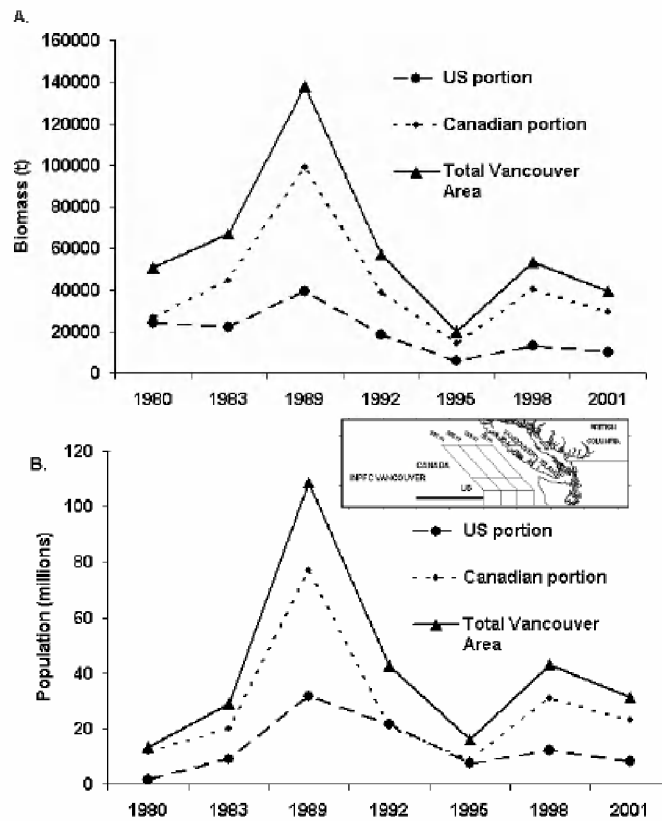 A.
160000
140000
120000
100000
80000
60000
40000
20000
0
Biomass (t)
US portion
Canadian portion
Total Vancouver
Area
1980 1983 1989 1992 1995 1998 2001
B.
120
100
80
60
40
20
0
Population (millions)
BRITISH
CANADA
INPFC VANCOUVER
US
US portion
Canadian portion
Total Vancouver
Area
1980 1983 1989 1992 1995 1998 2001